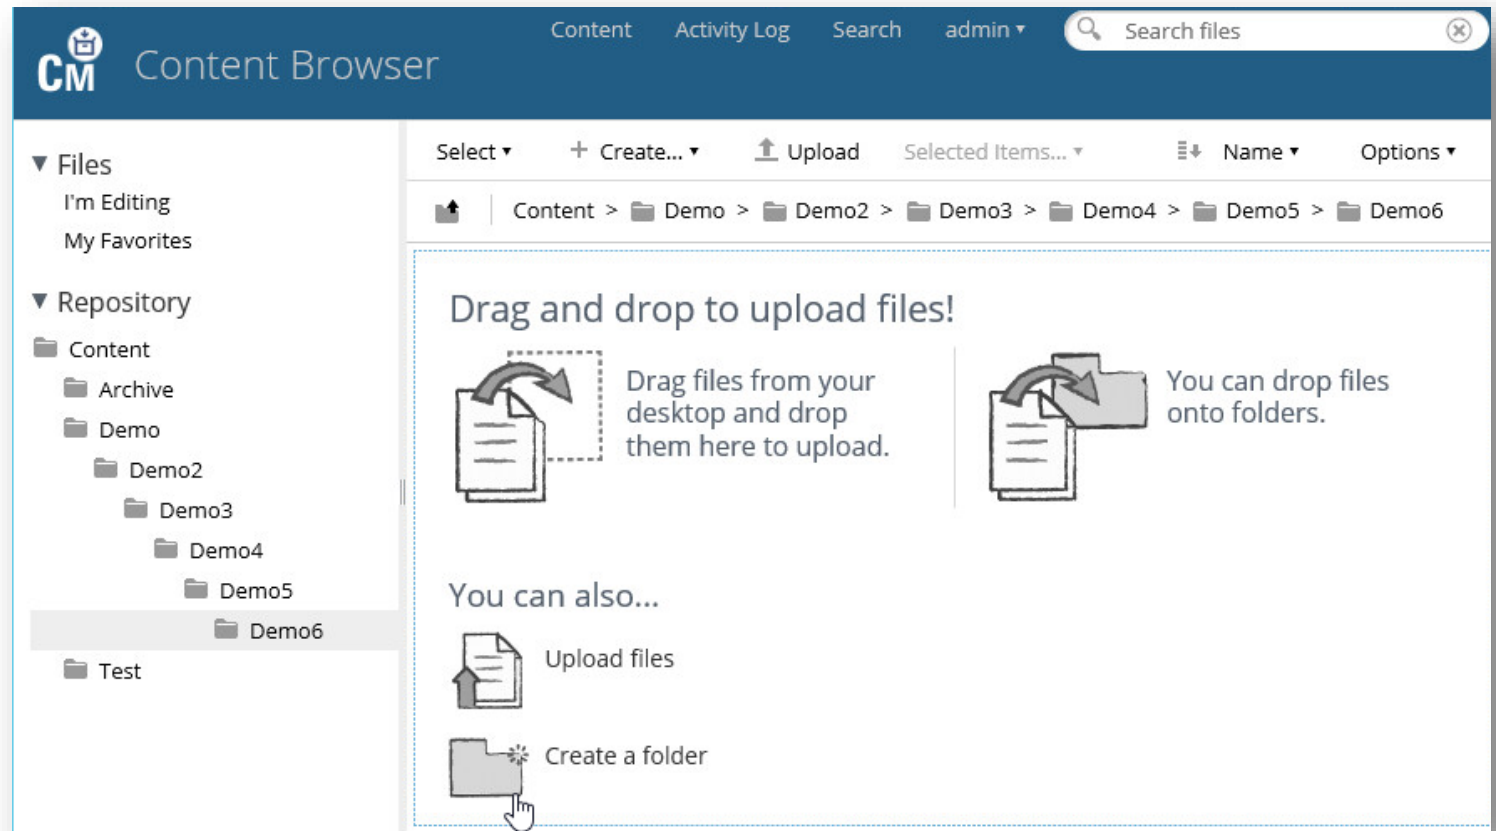 Content Activity Log Search admin Search files
CM Content Browser
Files
I'm Editing
My Favorites
Repository
Content
Archive
Demo
Demo2
Demo3
Demo4
Demo5
Demo6
Test
Select + Create... Upload Selected Items... Name Options
Content > Demo > Demo2 > Demo3 > Demo4 > Demo5 > Demo6
Drag and drop to upload files!
Drag files from your
desktop and drop
them here to upload.
You can drop files
onto folders.
You can also...
Upload files
Create a folder